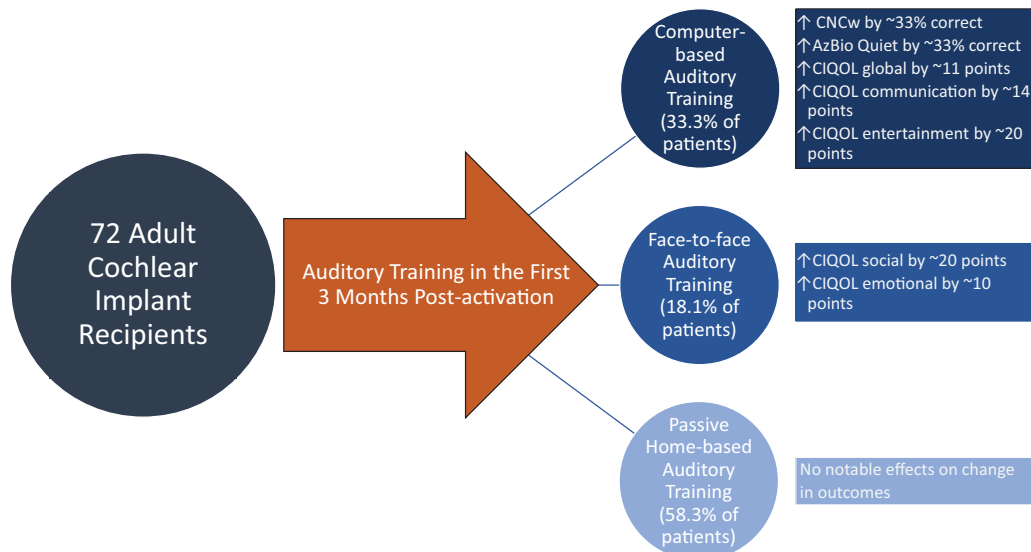 72 Adult
Cochlear
Implant
Recipients
Auditory Training in the First
3 Months Post-activation
Computer-
based
Auditory
Training
(33.3% of
patients)
↑ CNCw by ~33% correct
↑AzBio Quiet by ~33% correct
↑CIQOL global by ~11 points
↑CIQOL communication by ~14
points
↑CIQOL entertainment by ~20
points
Face-to-face
Auditory
Training
(18.1% of
patients)
↑CIQOL social by ~20 points
↑CIQOL emotional by ~10
points
Passive
Home-based
Auditory
Training
(58.3% of
patients)
No notable effects on change
in outcomes